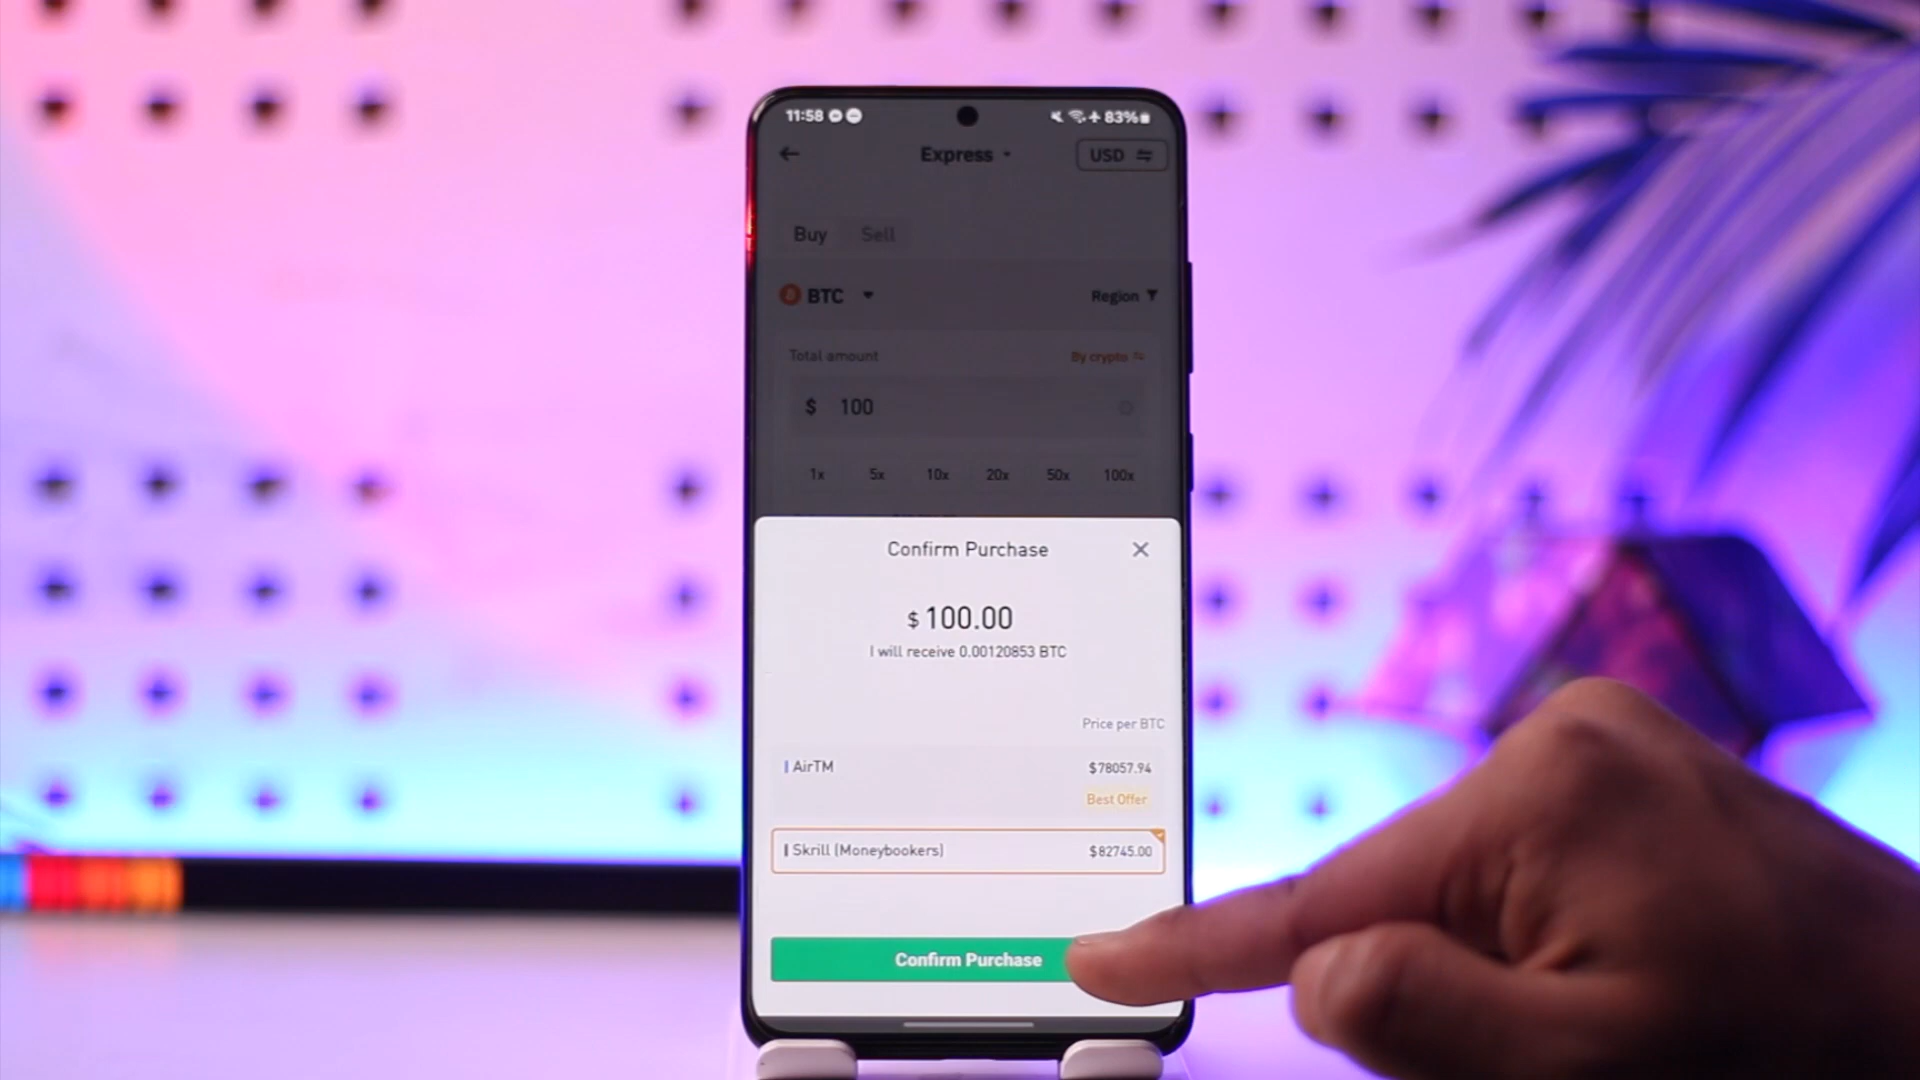 11:58 83%
Express USD
Buy Sell
BTC Region
Total amount By crypto
$ 100
1x 5x 10x 20x 50x 100x
Confirm Purchase
$ 100.00
I will receive 0.00120853 BTC
Price per BTC
AirTM $78057.94
Best Offer
Skrill (Moneybookers) $82745.00
Confirm Purchase